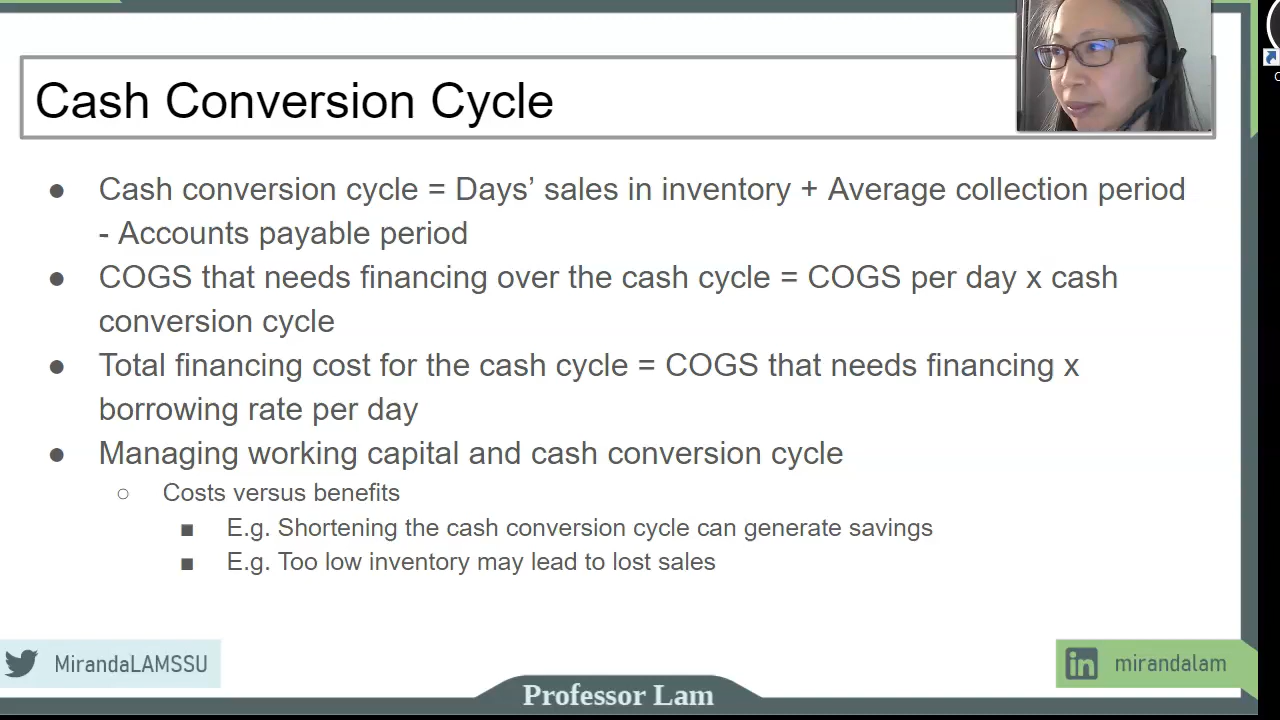 Cash Conversion Cycle
● Cash conversion cycle = Days’ sales in inventory + Average collection period
- Accounts payable period
● COGS that needs financing over the cash cycle = COGS per day x cash
conversion cycle
● Total financing cost for the cash cycle = COGS that needs financing x
borrowing rate per day
● Managing working capital and cash conversion cycle
○ Costs versus benefits
■ E.g. Shortening the cash conversion cycle can generate savings
■ E.g. Too low inventory may lead to lost sales
MirandaLAMSSU
in mirandalam
Professor Lam